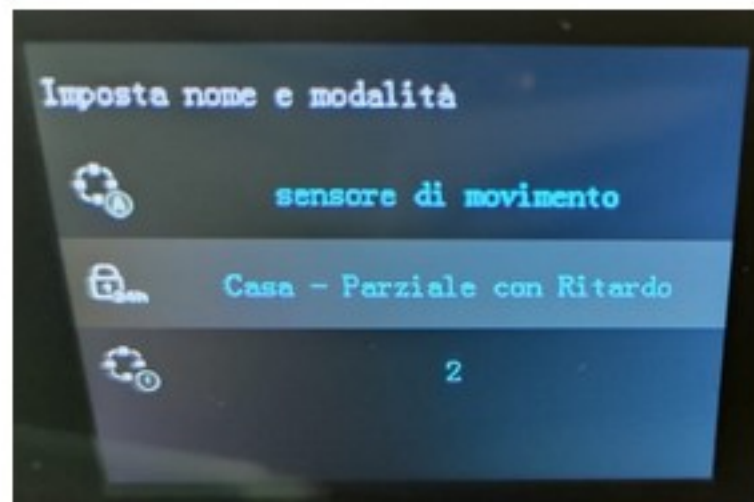 Imposta nome e modalità
sensore di movimento
Casa - Parziale con Ritardo
2